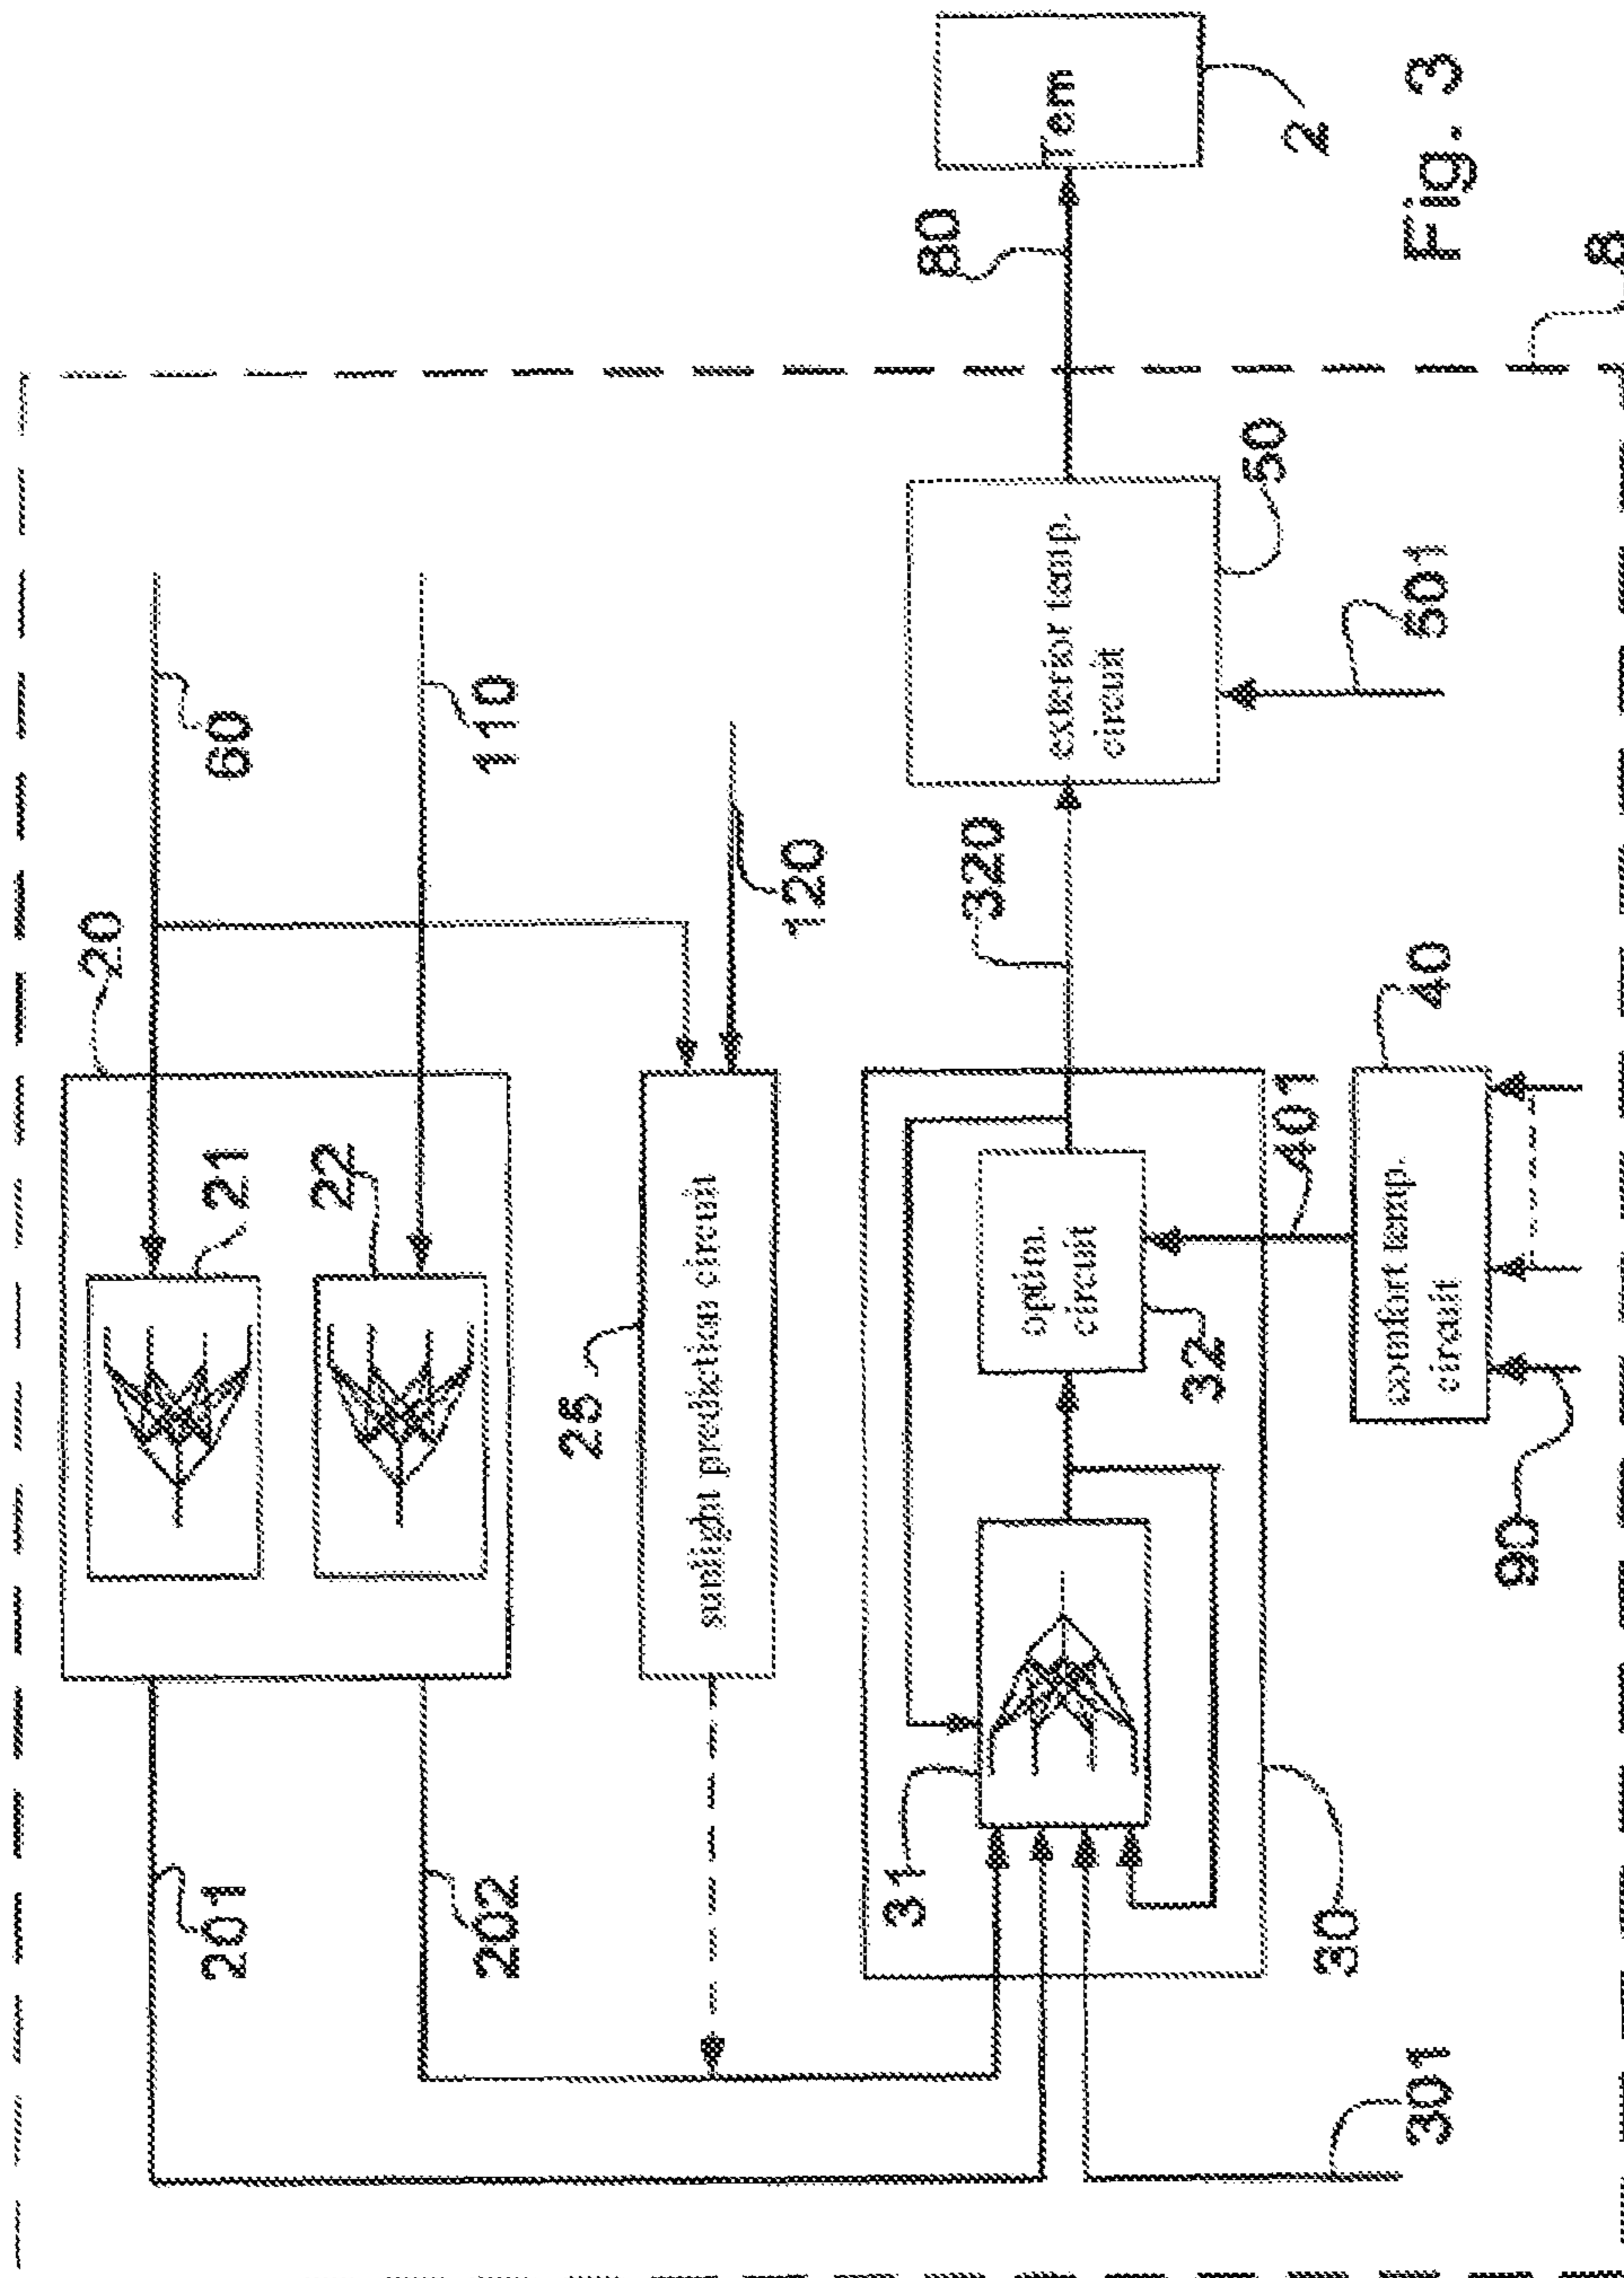 20
60
21
22
110
201
202
25
sunlight prediction circuit
120
31
320
80
optim.
circuit
exterior temp.
circuit
Tem
32
401
50
2
30
40
comfort temp.
circuit
301
90
501
Fig. 3
8